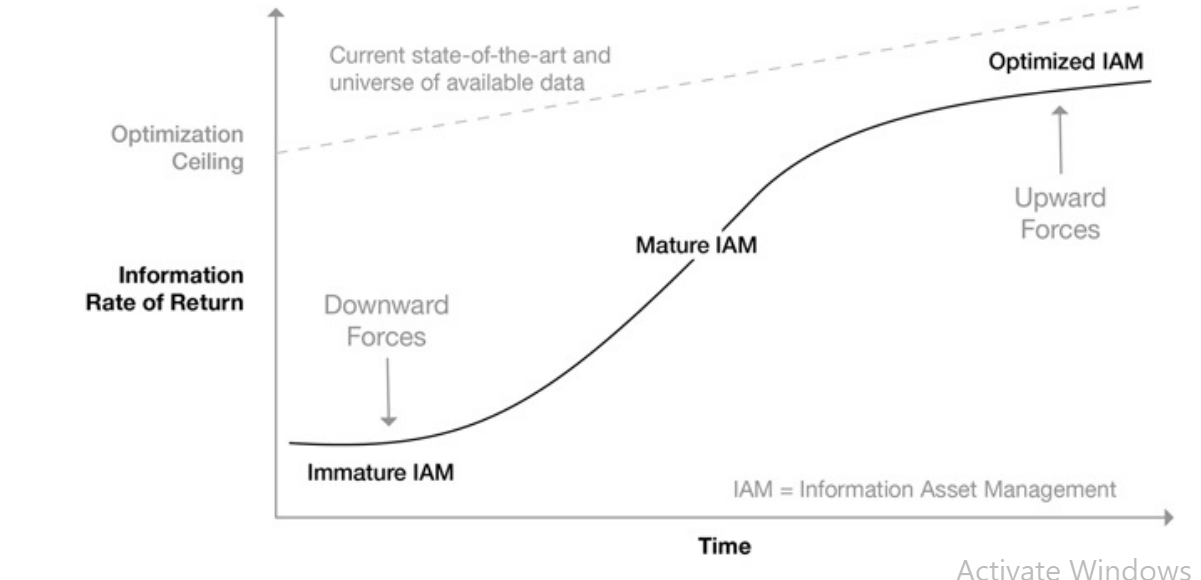 Current state-of-the-art and
universe of available data
Optimized IAM
Optimization
Ceiling
Upward
Forces
Mature IAM
Information
Rate of Return
Downward
Forces
Immature IAM
IAM = Information Asset Management
Time
Activate Windows